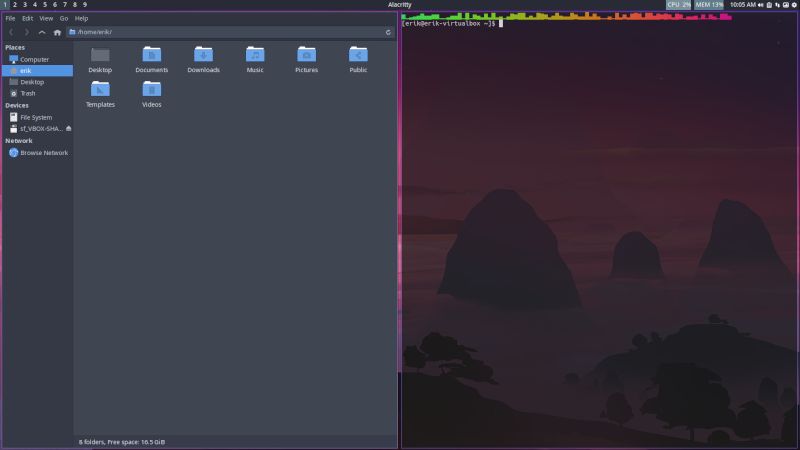 1 2 3 4 5 6 7 8 9
Alacritty
CPU 2% MEM 13% 10:05 AM
File Edit View Go Help
/home/erik/
Places
Computer
erik
Desktop
Trash
Devices
File System
sf_VBOX-SHA...
Network
Browse Network
Desktop Documents Downloads Music Pictures Public
Templates Videos
8 folders, Free space: 16.5 GiB
[erik@erik-virtualbox ~]$